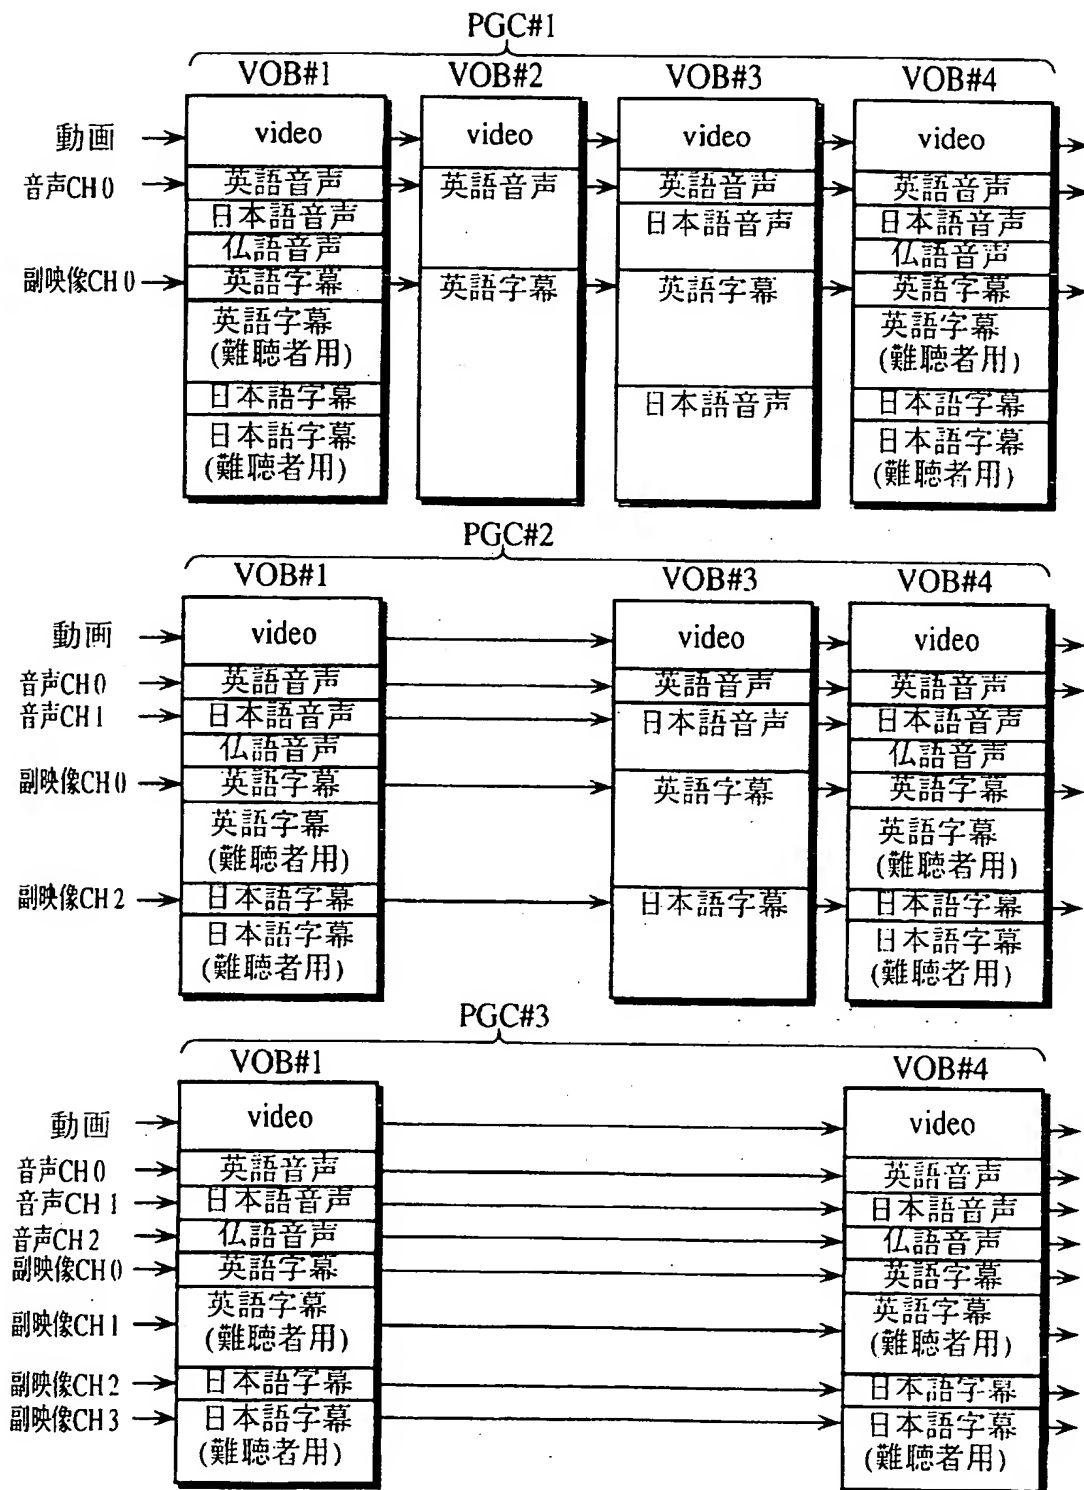 PGC#1
VOB#1 VOB#2 VOB#3 VOB#4
動画 video video video video
音声CH0 英語音声 英語音声 英語音声 英語音声
日本語音声 日本語音声 日本語音声
仏語音声 仏語音声
副映像CH0 英語字幕 英語字幕 英語字幕 英語字幕
英語字幕 英語字幕
(難聴者用) (難聴者用)
日本語字幕 日本語音声 日本語字幕
日本語字幕 日本語字幕
(難聴者用) (難聴者用)
PGC#2
VOB#1 VOB#3 VOB#4
動画 video video video
音声CH0 英語音声 英語音声 英語音声
音声CH1 日本語音声 日本語音声 日本語音声
仏語音声 仏語音声
副映像CH0 英語字幕 英語字幕 英語字幕
英語字幕 英語字幕
(難聴者用) (難聴者用)
副映像CH2 日本語字幕 日本語字幕 日本語字幕
日本語字幕 日本語字幕
(難聴者用) (難聴者用)
PGC#3
VOB#1 VOB#4
動画 video video
音声CH0 英語音声 英語音声
音声CH1 日本語音声 日本語音声
音声CH2 仏語音声 仏語音声
副映像CH0 英語字幕 英語字幕
副映像CH1 英語字幕 英語字幕
(難聴者用) (難聴者用)
副映像CH2 日本語字幕 日本語字幕
副映像CH3 日本語字幕 日本語字幕
(難聴者用) (難聴者用)